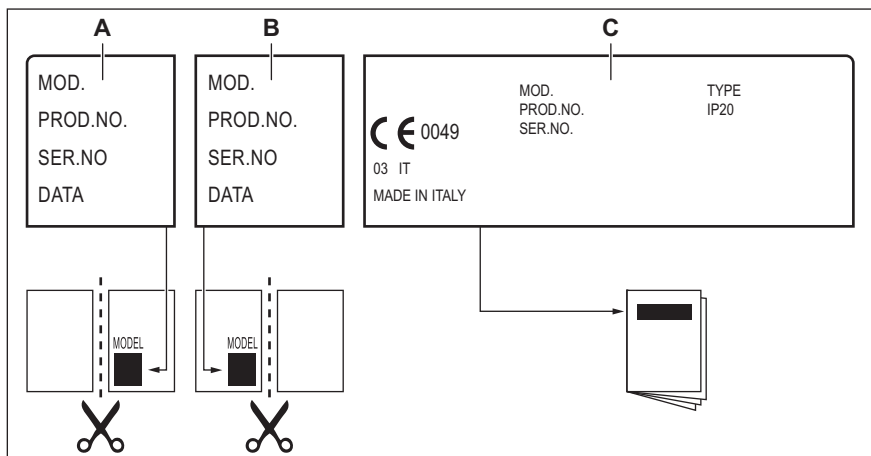 A
B
C
MOD.
PROD.NO.
SER.NO
DATA
MOD.
PROD.NO.
SER.NO
DATA
MOD.
PROD.NO.
SER.NO.
TYPE
IP20
CE 0049
03 IT
MADE IN ITALY
MODEL
MODEL